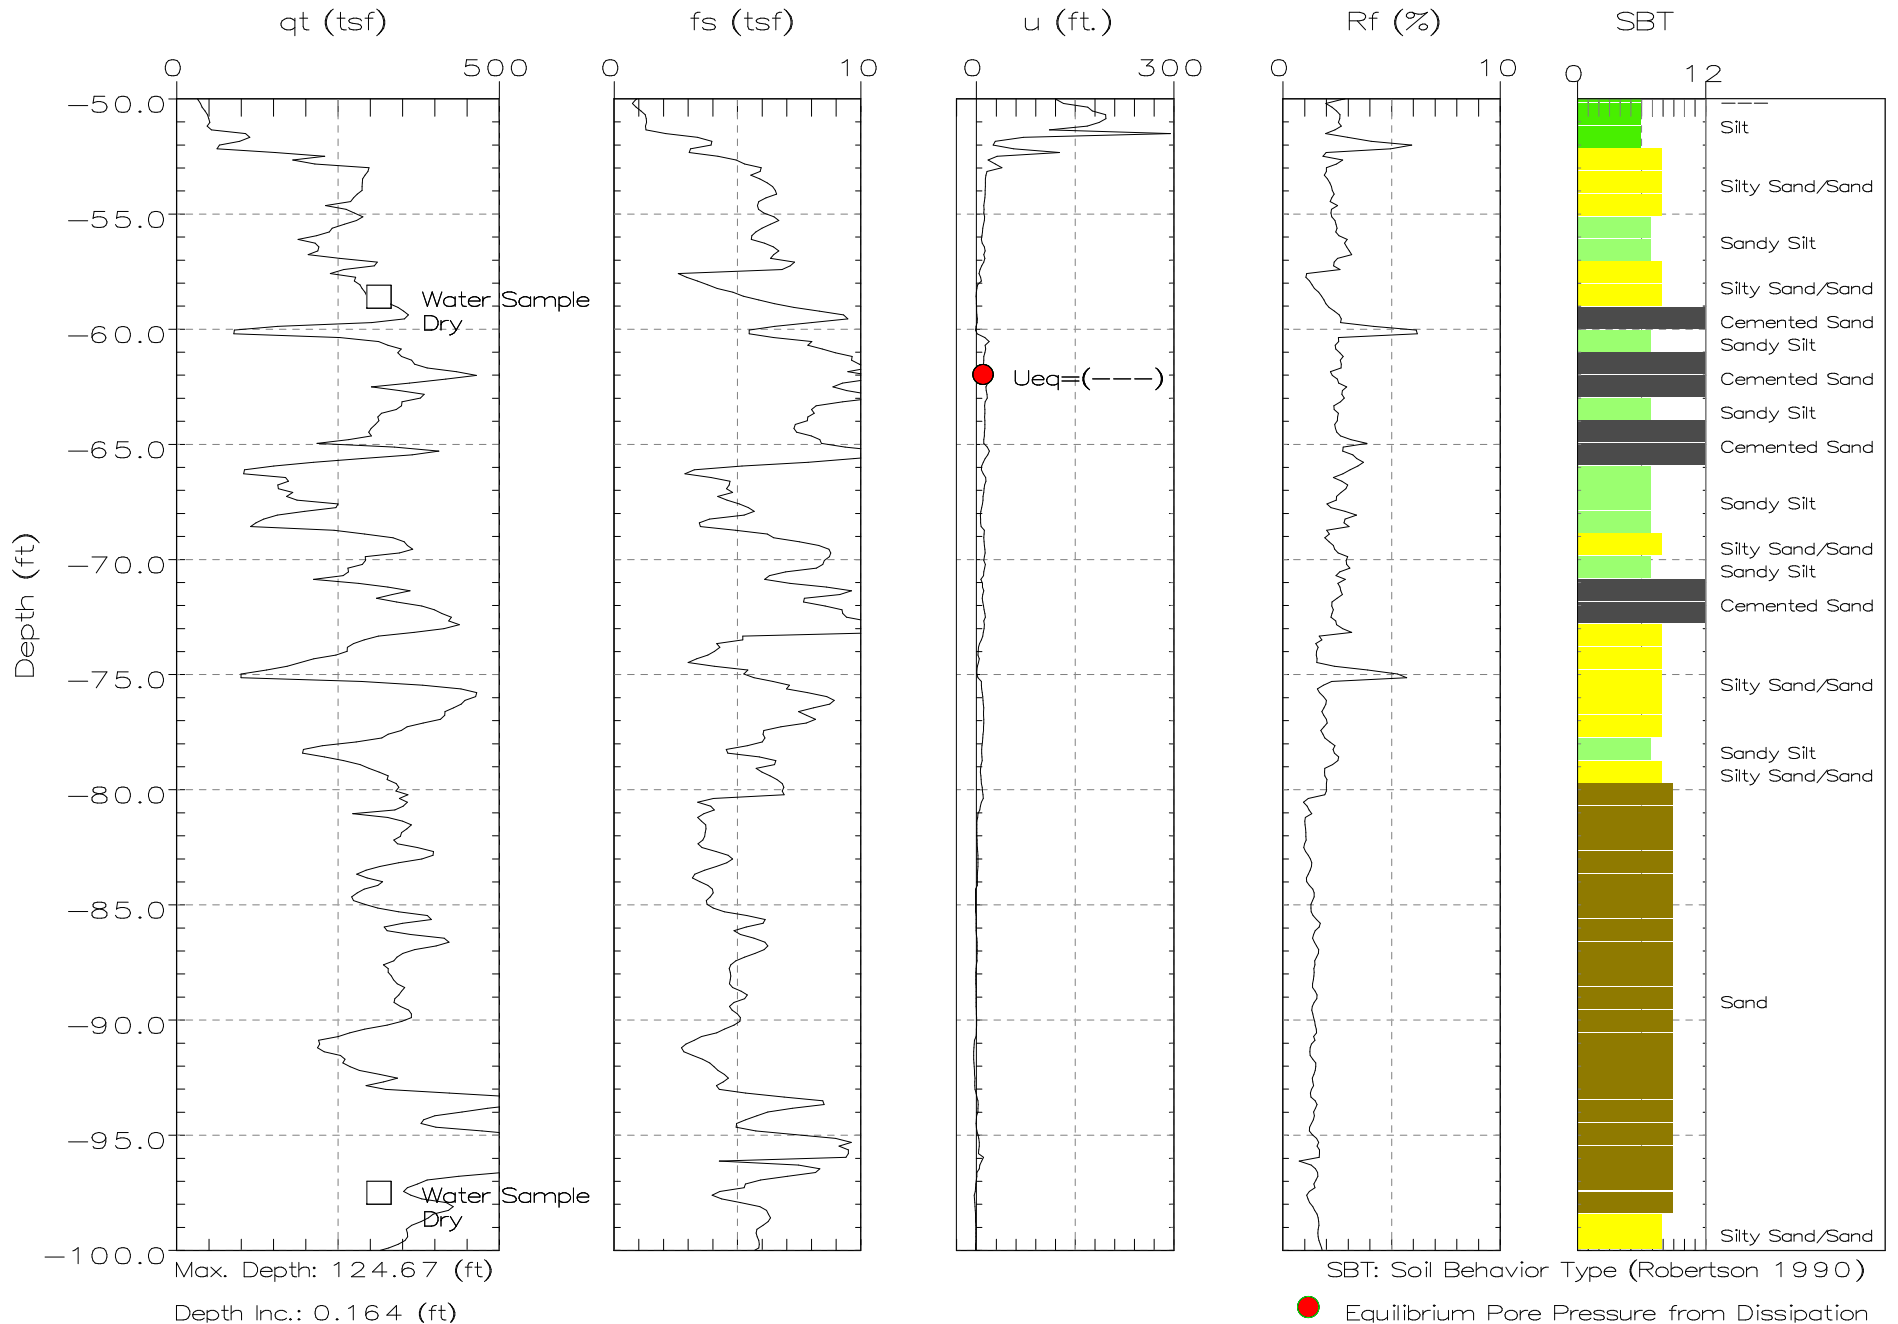 qt (tsf) fs (tsf) u (ft.) Rf (%) SBT
0 500 0 10 0 300 0 10 0 12
Depth (ft)
-50.0 ---
Silt
Silty Sand/Sand
-55.0
Sandy Silt
Silty Sand/Sand
Water Sample
Dry
Cemented Sand
-60.0
Sandy Silt
Ueq=(---) Cemented Sand
Sandy Silt
-65.0 Cemented Sand
Sandy Silt
Silty Sand/Sand
-70.0
Sandy Silt
Cemented Sand
-75.0
Silty Sand/Sand
Sandy Silt
Silty Sand/Sand
-80.0
-85.0
Sand
-90.0
-95.0
Water Sample
Dry
Silty Sand/Sand
-100.0
Max. Depth: 124.67 (ft) SBT: Soil Behavior Type (Robertson 1990)
Depth Inc.: 0.164 (ft) Equilibrium Pore Pressure from Dissipation